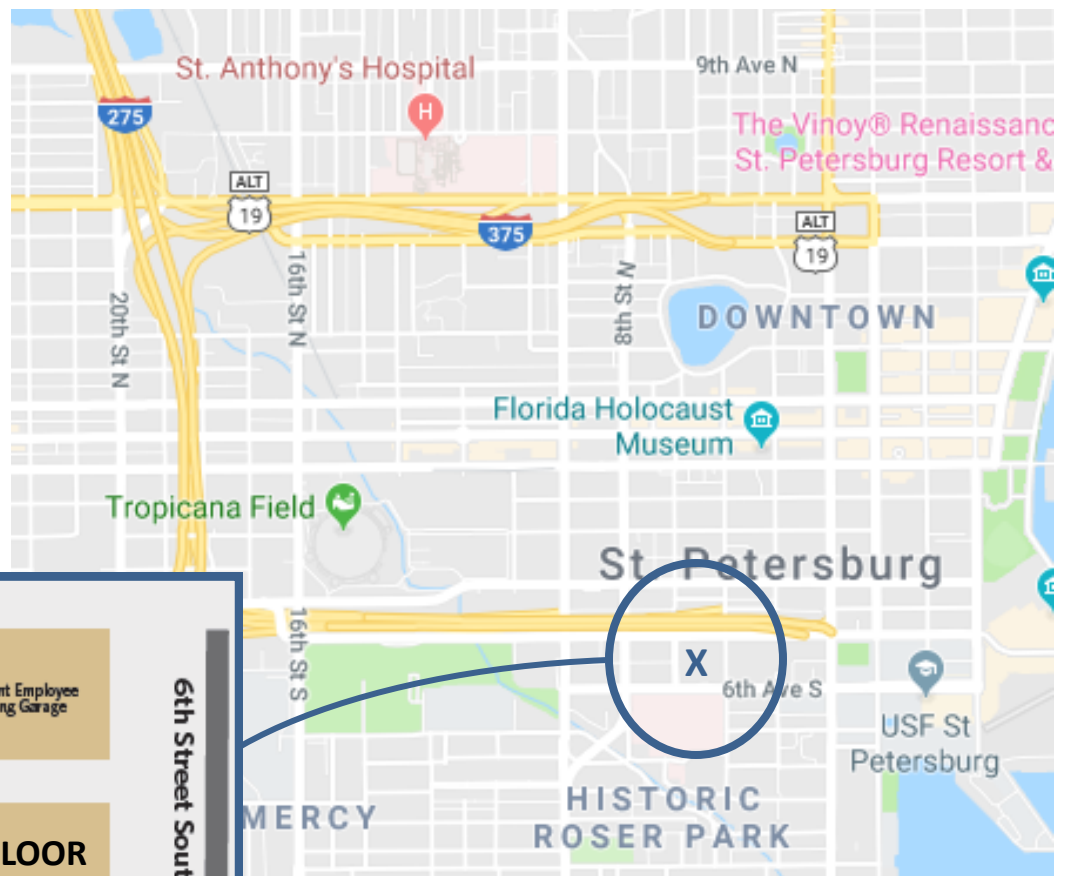 St. Anthony's Hospital
9th Ave N
H
275
The Vinoy® Renaissanc
St. Petersburg Resort &
ALT
19
375
ALT
19
16th St N
8th St N
20th St N
DOWNTOWN
Florida Holocaust
Museum
Tropicana Field
St. Petersburg
16th St S
X
6th Ave S
USF St
Petersburg
nt Employee
ng Garage
6th Street Sout
MERCY
HISTORIC
ROSER PARK
LOOR